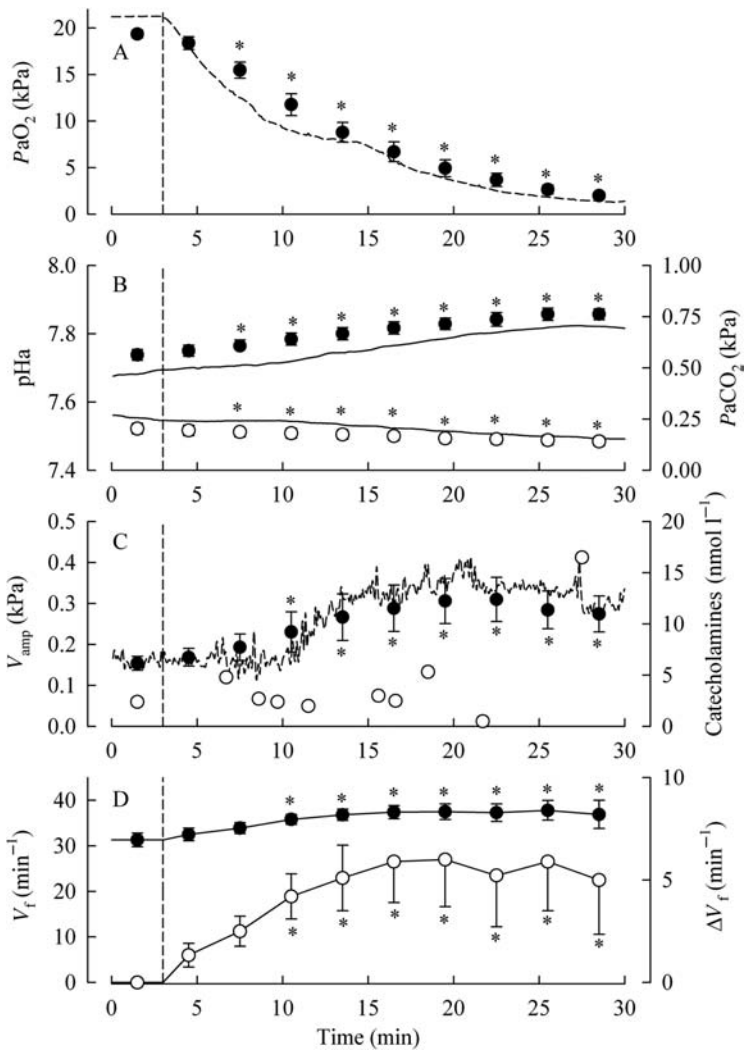 A
PaO₂ (kPa)
20
15
10
5
0
* * * * * * * *
0 5 10 15 20 25 30
B
pHa
8.0
7.8
7.6
7.4
PaCO₂ (kPa)
1.00
0.75
0.50
0.25
0.00
* * * * * * * *
* * * * * * * *
0 5 10 15 20 25 30
C
V_amp (kPa)
0.5
0.4
0.3
0.2
0.1
0.0
Catecholamines (nmol l⁻¹)
20
15
10
5
0
*
* * * * * *
0 5 10 15 20 25 30
D
V_f (min⁻¹)
40
30
20
10
0
ΔV_f (min⁻¹)
10
5
0
* * * * * * *
* * * * * * *
0 5 10 15 20 25 30
Time (min)